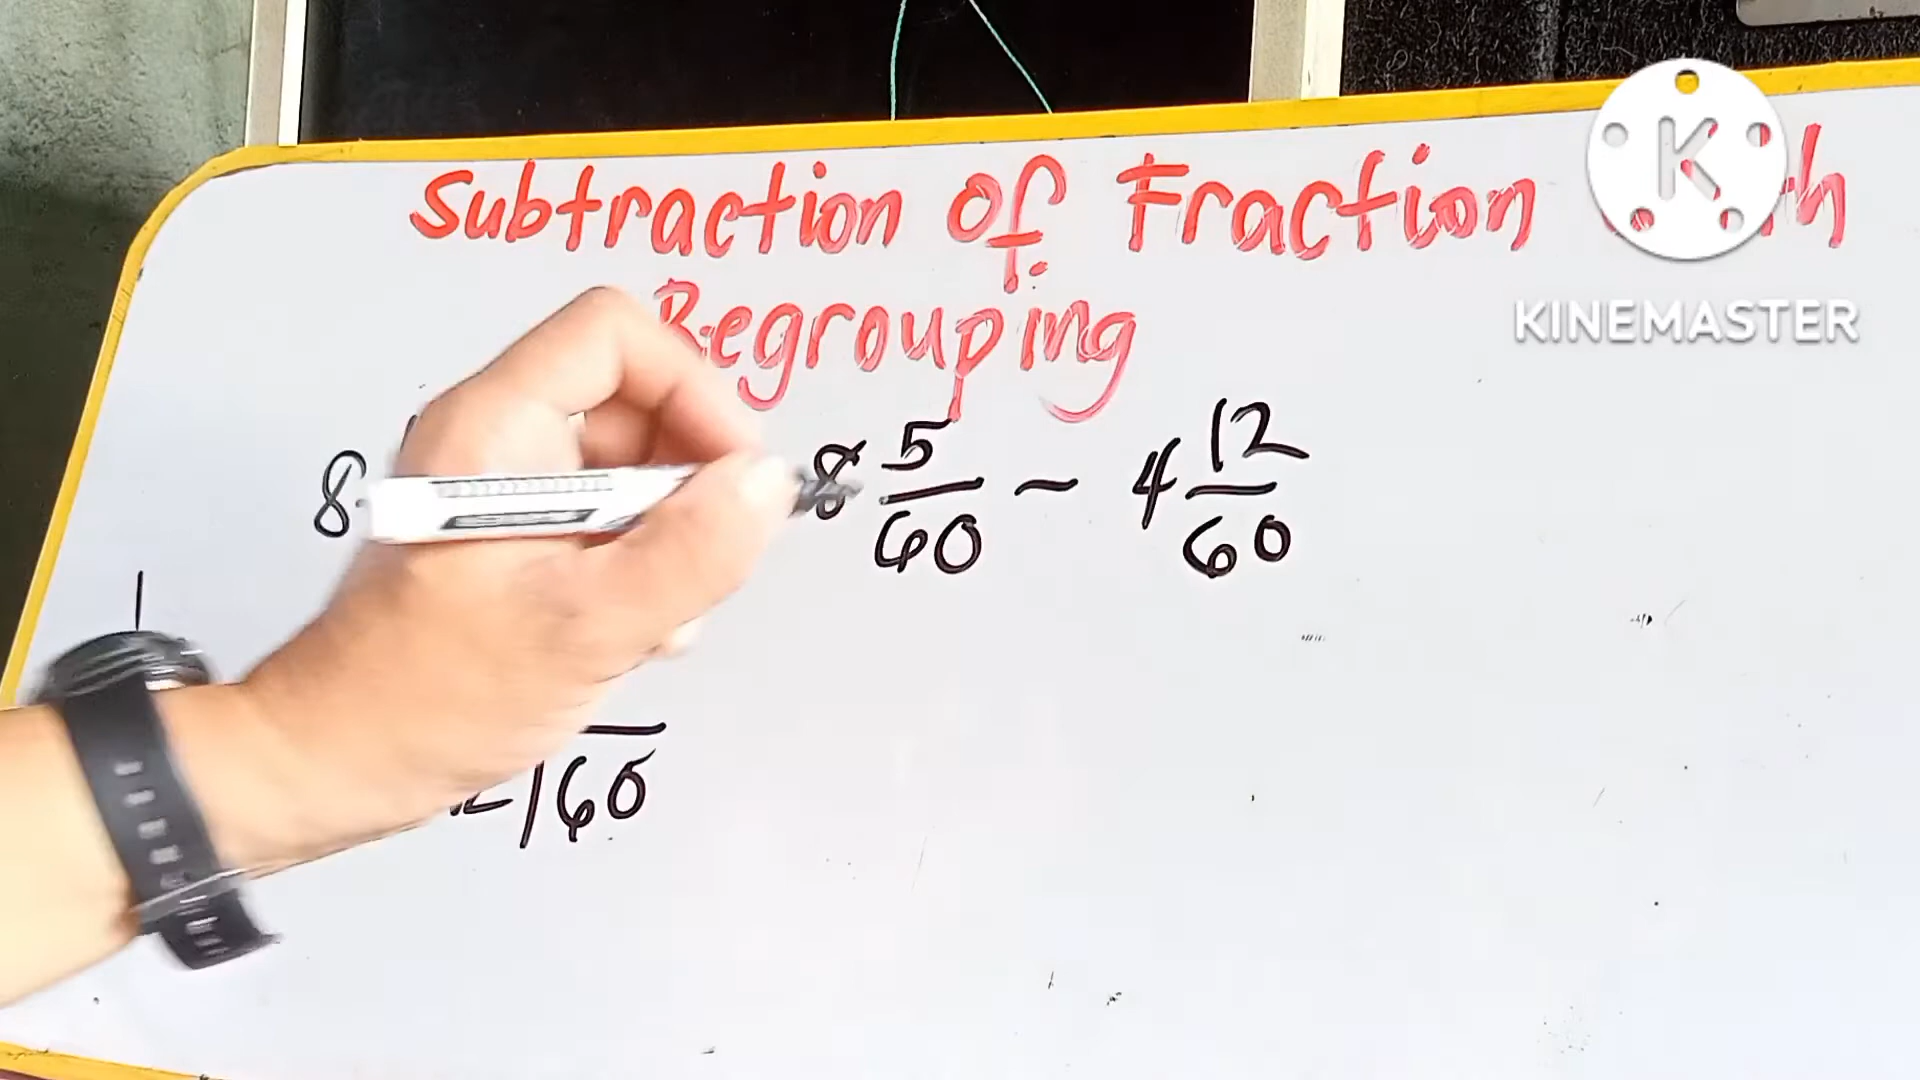 Subtraction of Fraction
Regrouping
KINEMASTER
8 8 5/60 - 4 12/60
60